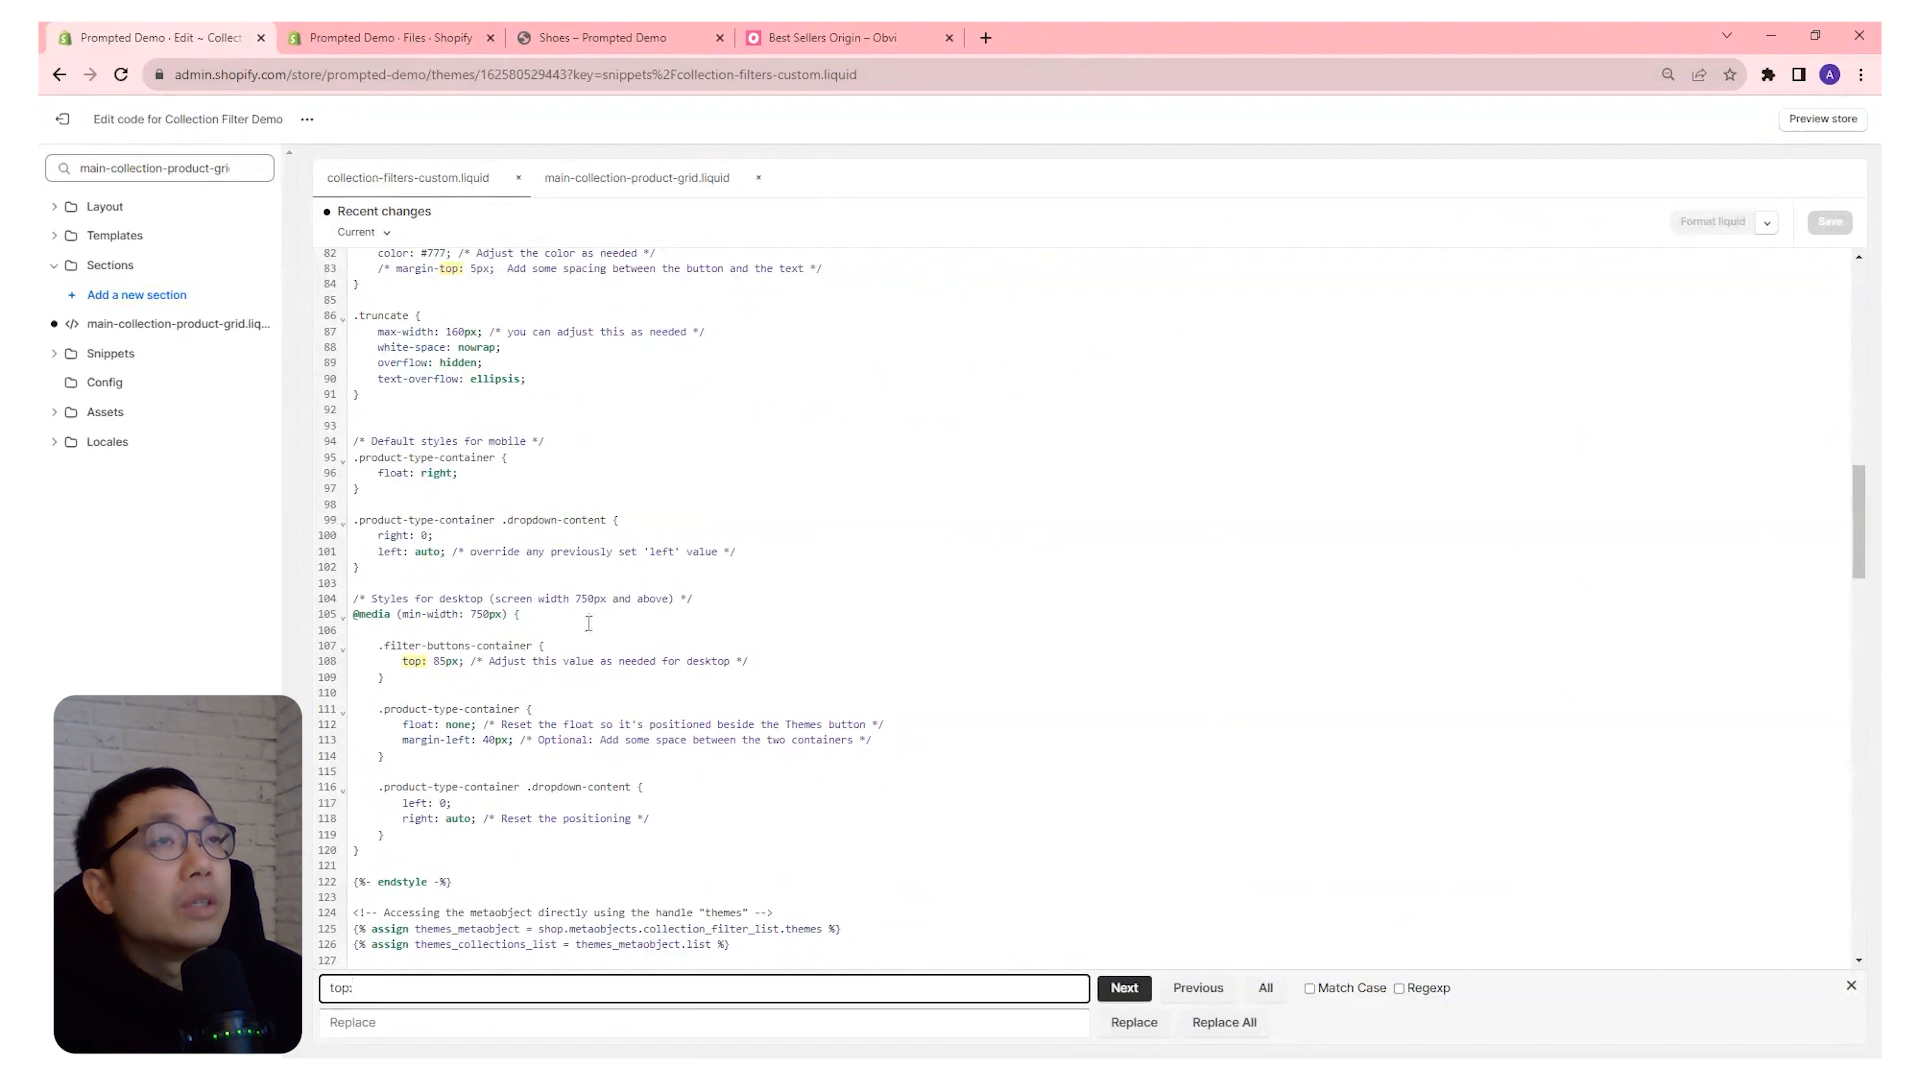 Prompted Demo · Edit ~ Collect
Prompted Demo · Files · Shopify
Shoes – Prompted Demo
Best Sellers Origin – Obvi
admin.shopify.com/store/prompted-demo/themes/162580529443?key=snippets%2Fcollection-filters-custom.liquid
A
Edit code for Collection Filter Demo
Preview store
main-collection-product-gri
Layout
Templates
Sections
+ Add a new section
main-collection-product-grid.liq...
Snippets
Config
Assets
Locales
collection-filters-custom.liquid
main-collection-product-grid.liquid
Recent changes
Current
Format liquid
Save
82 color: #777; /* Adjust the color as needed */
83 /* margin-top: 5px;  Add some spacing between the button and the text */
84 }
85
86 .truncate {
87 max-width: 160px; /* you can adjust this as needed */
88 white-space: nowrap;
89 overflow: hidden;
90 text-overflow: ellipsis;
91 }
92
93
94 /* Default styles for mobile */
95 .product-type-container {
96 float: right;
97 }
98
99 .product-type-container .dropdown-content {
100 right: 0;
101 left: auto; /* override any previously set 'left' value */
102 }
103
104 /* Styles for desktop (screen width 750px and above) */
105 @media (min-width: 750px) {
106
107 .filter-buttons-container {
108 top: 85px; /* Adjust this value as needed for desktop */
109 }
110
111 .product-type-container {
112 float: none; /* Reset the float so it's positioned beside the Themes button */
113 margin-left: 40px; /* Optional: Add some space between the two containers */
114 }
115
116 .product-type-container .dropdown-content {
117 left: 0;
118 right: auto; /* Reset the positioning */
119 }
120 }
121
122 {%- endstyle -%}
123
124 <!-- Accessing the metaobject directly using the handle "themes" -->
125 {% assign themes_metaobject = shop.metaobjects.collection_filter_list.themes %}
126 {% assign themes_collections_list = themes_metaobject.list %}
127
top:
Next
Previous
All
Match Case
Regexp
Replace
Replace
Replace All